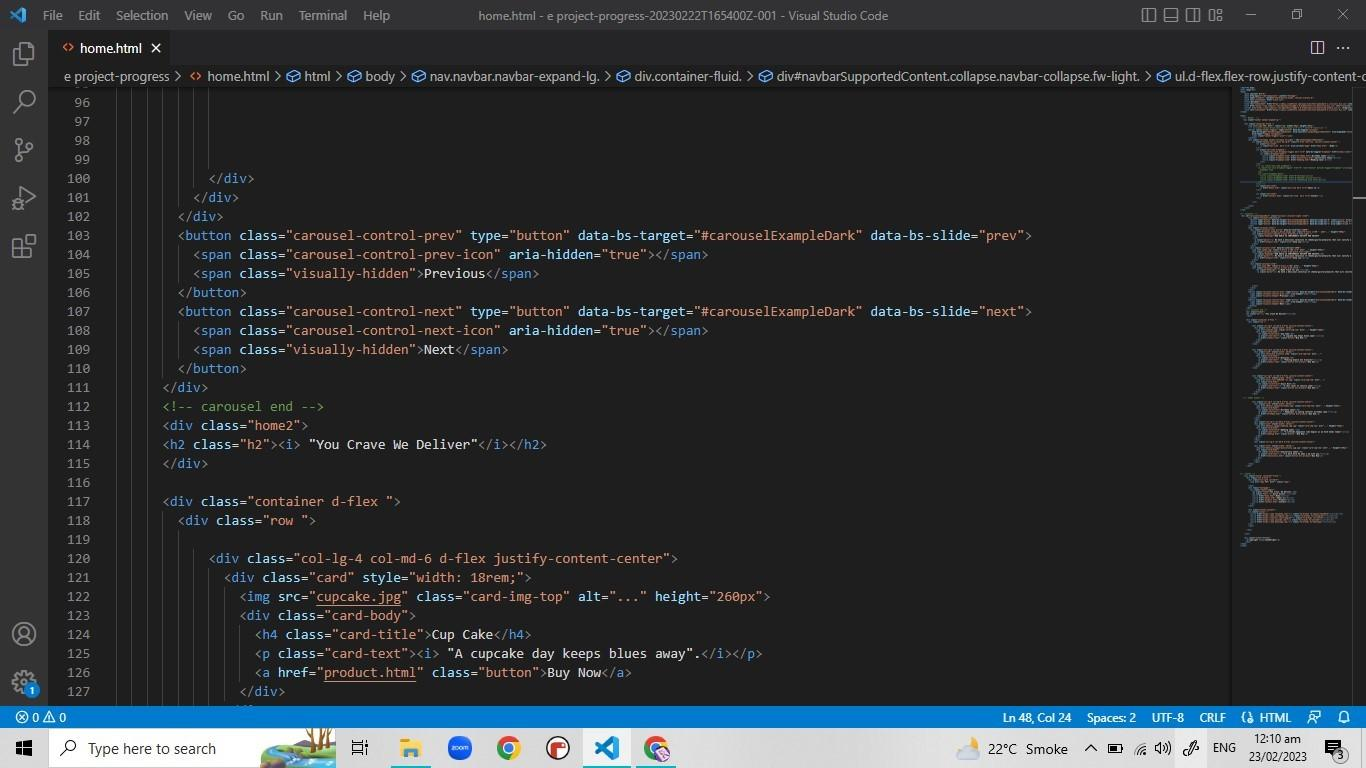 File Edit Selection View Go Run Terminal Help home.html - e project-progress-20230222T165400Z-001 - Visual Studio Code
home.html
e project-progress > home.html > html > body > nav.navbar.navbar-expand-lg. > div.container-fluid. > div#navbarSupportedContent.collapse.navbar-collapse.fw-light. > ul.d-flex.flex-row.justify-content-c
96
97
98
99
100 </div>
101 </div>
102 </div>
103 <button class="carousel-control-prev" type="button" data-bs-target="#carouselExampleDark" data-bs-slide="prev">
104 <span class="carousel-control-prev-icon" aria-hidden="true"></span>
105 <span class="visually-hidden">Previous</span>
106 </button>
107 <button class="carousel-control-next" type="button" data-bs-target="#carouselExampleDark" data-bs-slide="next">
108 <span class="carousel-control-next-icon" aria-hidden="true"></span>
109 <span class="visually-hidden">Next</span>
110 </button>
111 </div>
112 <!-- carousel end -->
113 <div class="home2">
114 <h2 class="h2"><i> "You Crave We Deliver"</i></h2>
115 </div>
116
117 <div class="container d-flex ">
118 <div class="row ">
119
120 <div class="col-lg-4 col-md-6 d-flex justify-content-center">
121 <div class="card" style="width: 18rem;">
122 <img src="cupcake.jpg" class="card-img-top" alt="..." height="260px">
123 <div class="card-body">
124 <h4 class="card-title">Cup Cake</h4>
125 <p class="card-text"><i> "A cupcake day keeps blues away".</i></p>
126 <a href="product.html" class="button">Buy Now</a>
127 </div>
1
0 0 Ln 48, Col 24 Spaces: 2 UTF-8 CRLF HTML
Type here to search zoom 22°C Smoke ENG 12:10 am
23/02/2023 3